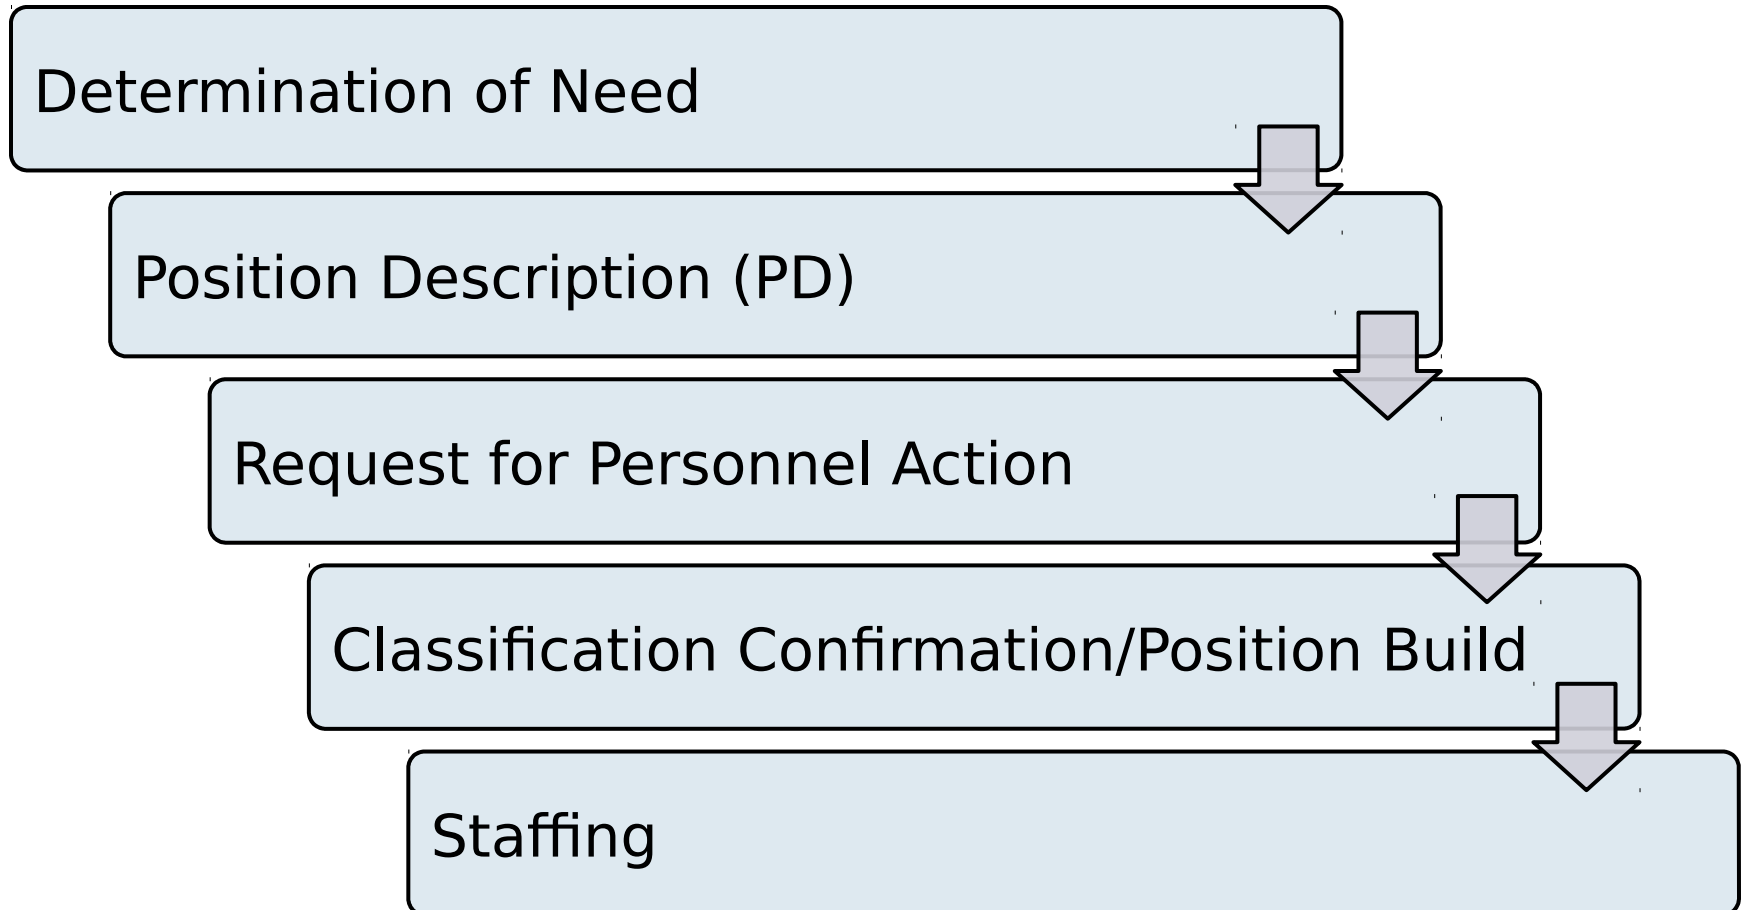 Determination of Need
Position Description (PD)
Request for Personnel Action
Classification Confirmation/Position Build
Staffing